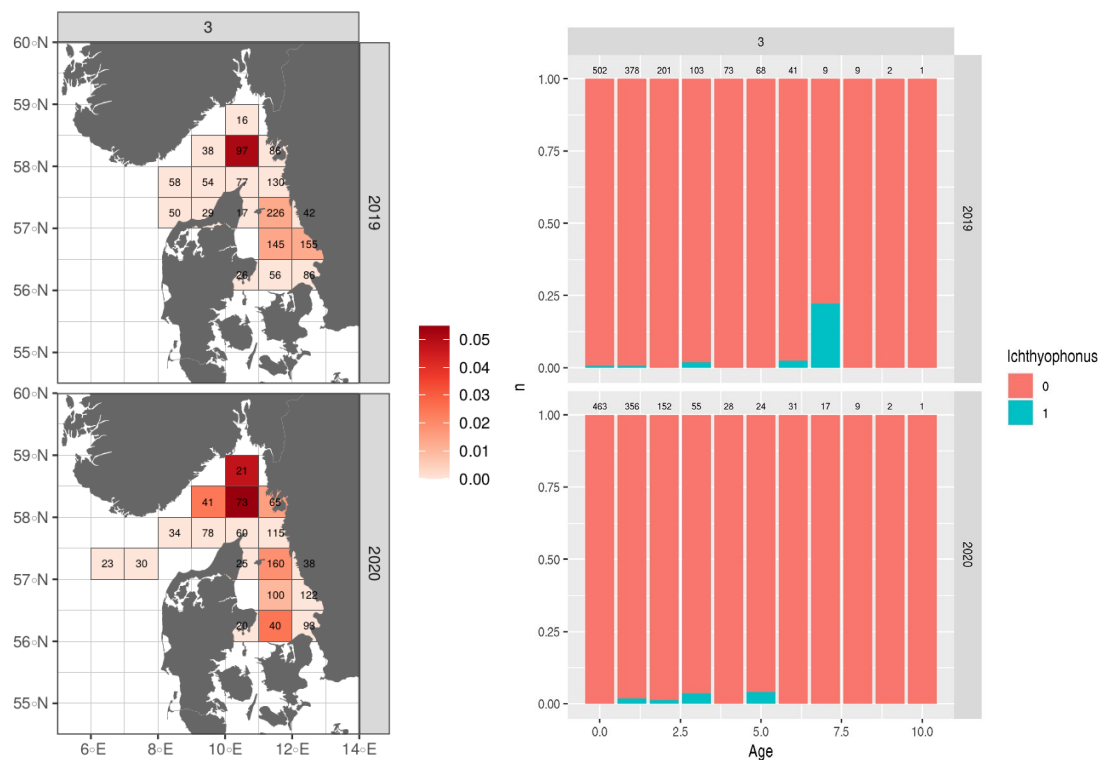 3
60◦N
59◦N
58◦N
57◦N
56◦N
55◦N
16
38 97 86
58 54 77 130
50 29 17 226 42
145 155
26 56 86
2019
60◦N
59◦N
58◦N
57◦N
56◦N
55◦N
21
41 73 65
34 78 60 115
23 30 25 160 38
100 122
20 40 93
2020
6◦E 8◦E 10◦E 12◦E 14◦E
0.05
0.04
0.03
0.02
0.01
0.00
3
502 378 201 103 73 68 41 9 9 2 1
1.00
0.75
0.50
0.25
0.00
2019
n
463 356 152 55 28 24 31 17 9 2 1
1.00
0.75
0.50
0.25
0.00
2020
0.0 2.5 5.0 7.5 10.0
Age
Ichthyophonus
0
1